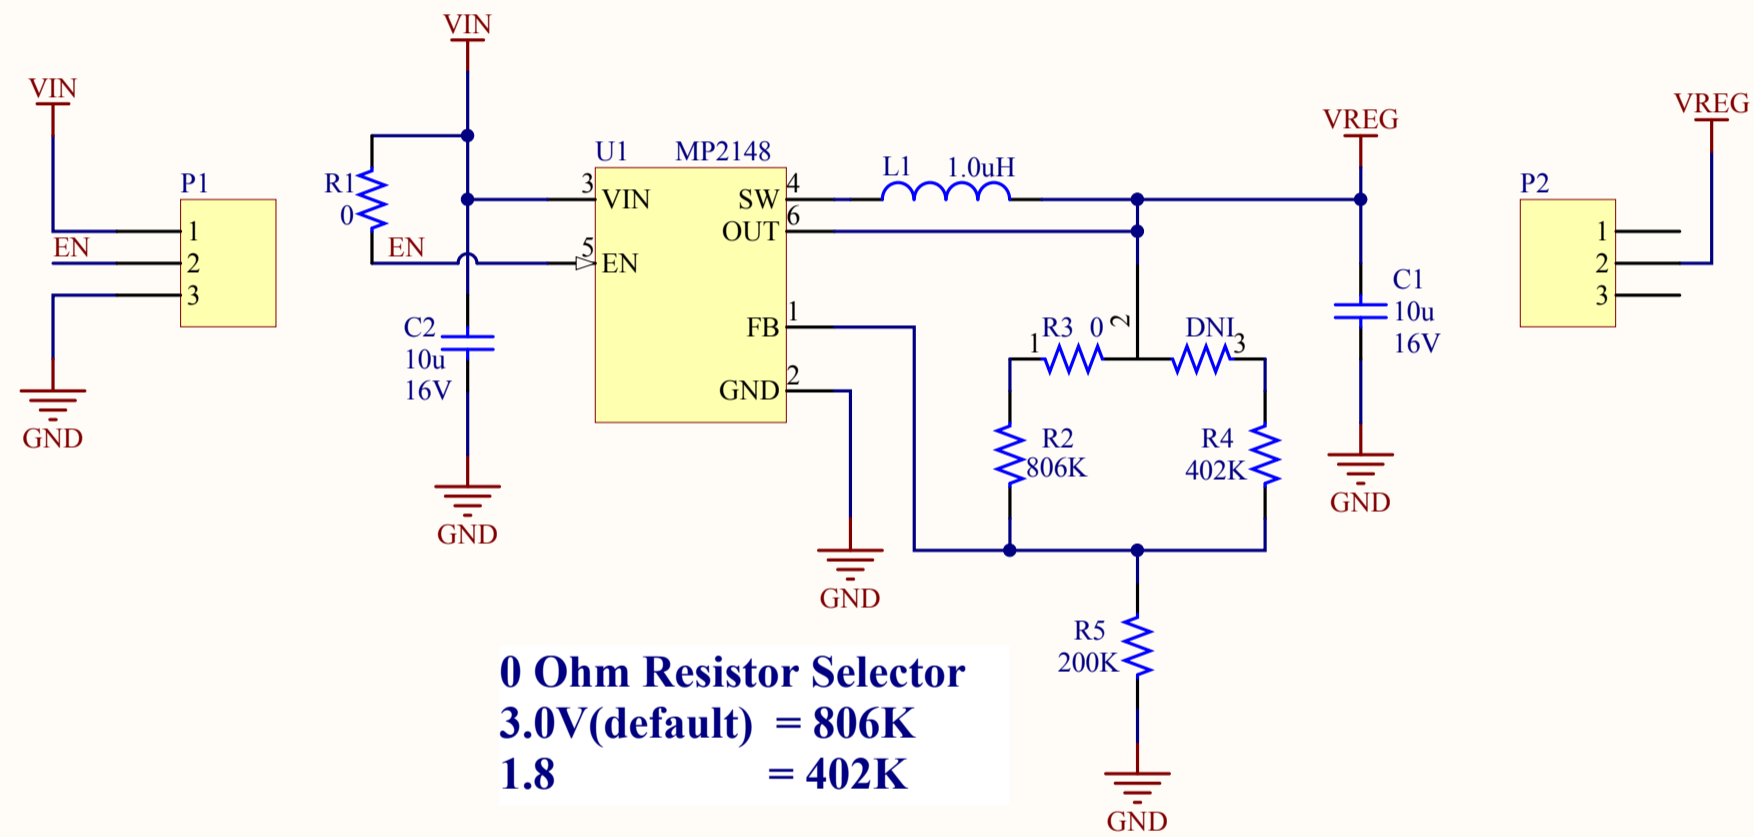 VIN
VIN
VREG
VREG
P1
1
EN
2
3
GND
R1
0
EN
C2
10u
16V
GND
U1 MP2148
3 VIN
5 EN
SW 4
OUT 6
FB 1
GND 2
GND
L1 1.0uH
R3 0 2 DNI
1 3
R2
806K
R4
402K
R5
200K
GND
C1
10u
16V
GND
P2
1
2
3
0 Ohm Resistor Selector
3.0V(default) = 806K
1.8 = 402K